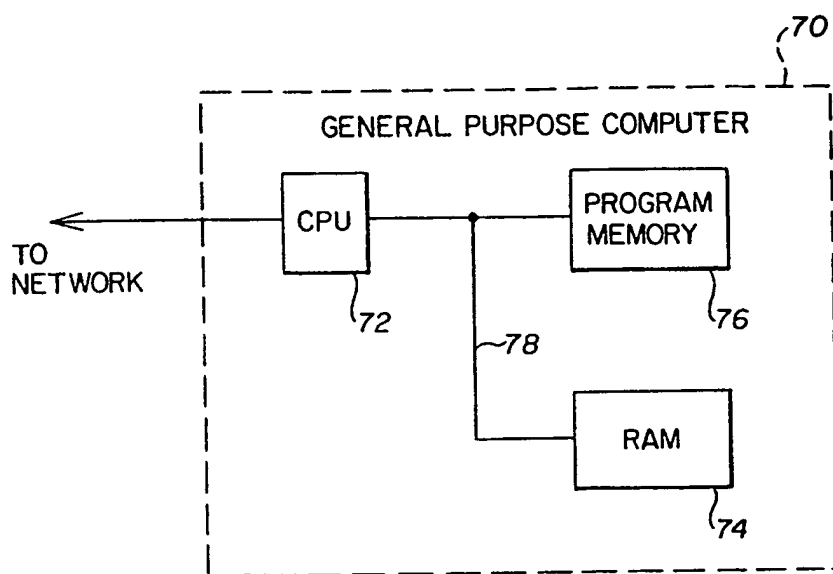 70
GENERAL PURPOSE COMPUTER
CPU
PROGRAM
MEMORY
TO
NETWORK
72
76
78
RAM
74